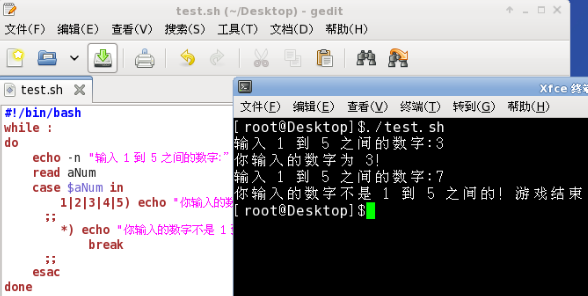 test.sh (~/Desktop) - gedit
文件(F) 编辑(E) 查看(V) 搜索(S) 工具(T) 文档(D) 帮助(H)
test.sh
#!/bin/bash
while :
do
echo -n "输入 1 到 5 之间的数字:"
read aNum
case $aNum in
1|2|3|4|5) echo "你输入的数
;;
*) echo "你输入的数字不是 1 到
break
;;
esac
done
Xfce 终
文件(F) 编辑(E) 查看(V) 终端(T) 转到(G) 帮助(H)
[root@Desktop]$./test.sh
输入 1 到 5 之间的数字:3
你输入的数字为 3!
输入 1 到 5 之间的数字:7
你输入的数字不是 1 到 5 之间的! 游戏结束
[root@Desktop]$